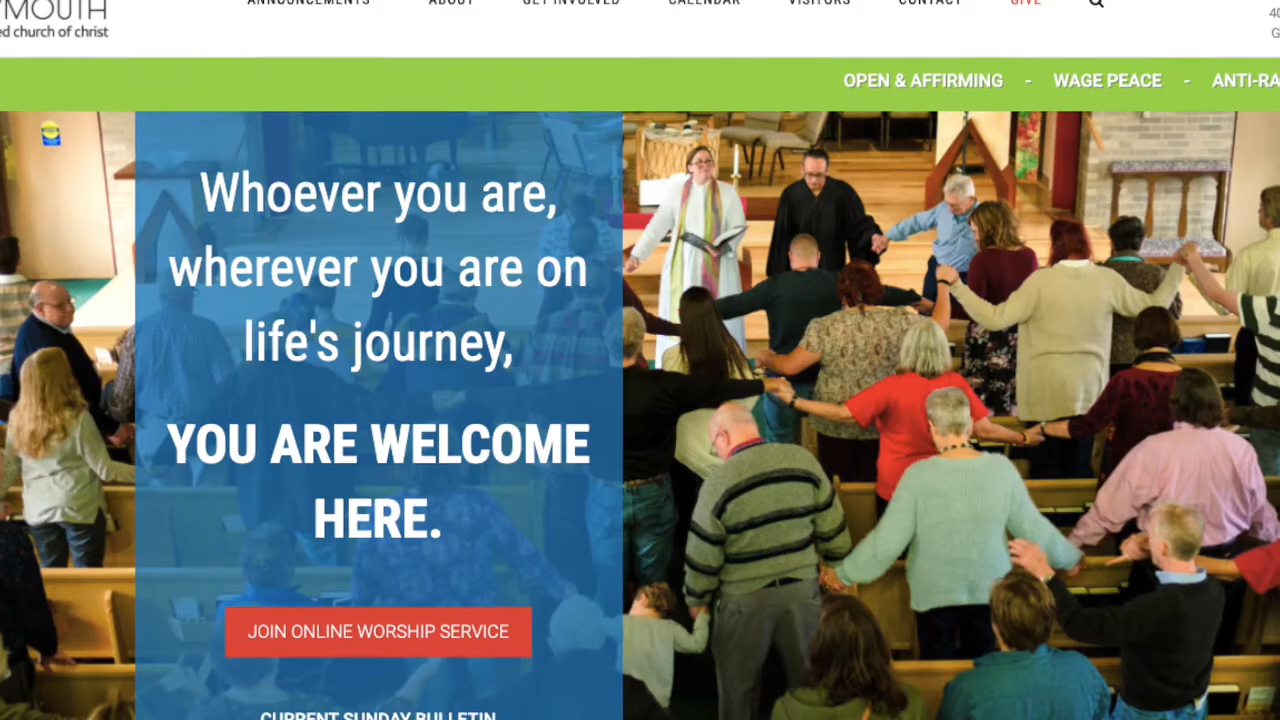 YMOUTH
ed church of christ
ANNOUNCEMENTS ABOUT GET INVOLVED CALENDAR VISITORS CONTACT GIVE
40
G
OPEN & AFFIRMING - WAGE PEACE - ANTI-RA
Whoever you are,
wherever you are on
life's journey,
YOU ARE WELCOME
HERE.
JOIN ONLINE WORSHIP SERVICE
CURRENT SUNDAY BULLETIN